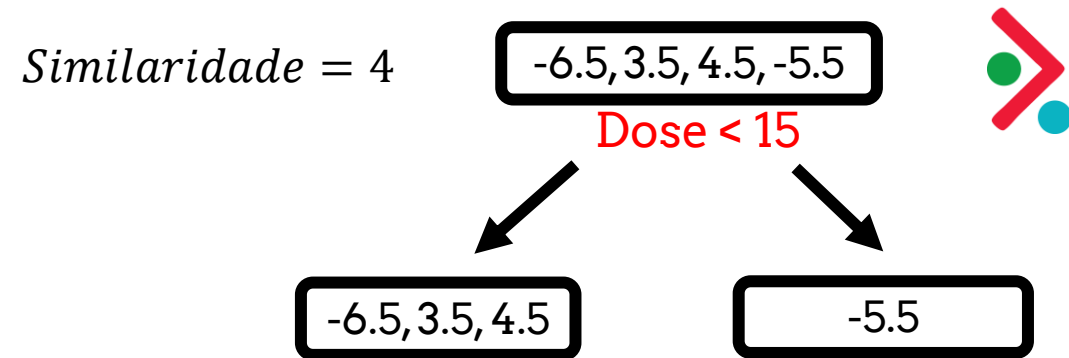 Similaridade = 4
-6.5, 3.5, 4.5, -5.5
Dose < 15
-6.5, 3.5, 4.5
-5.5